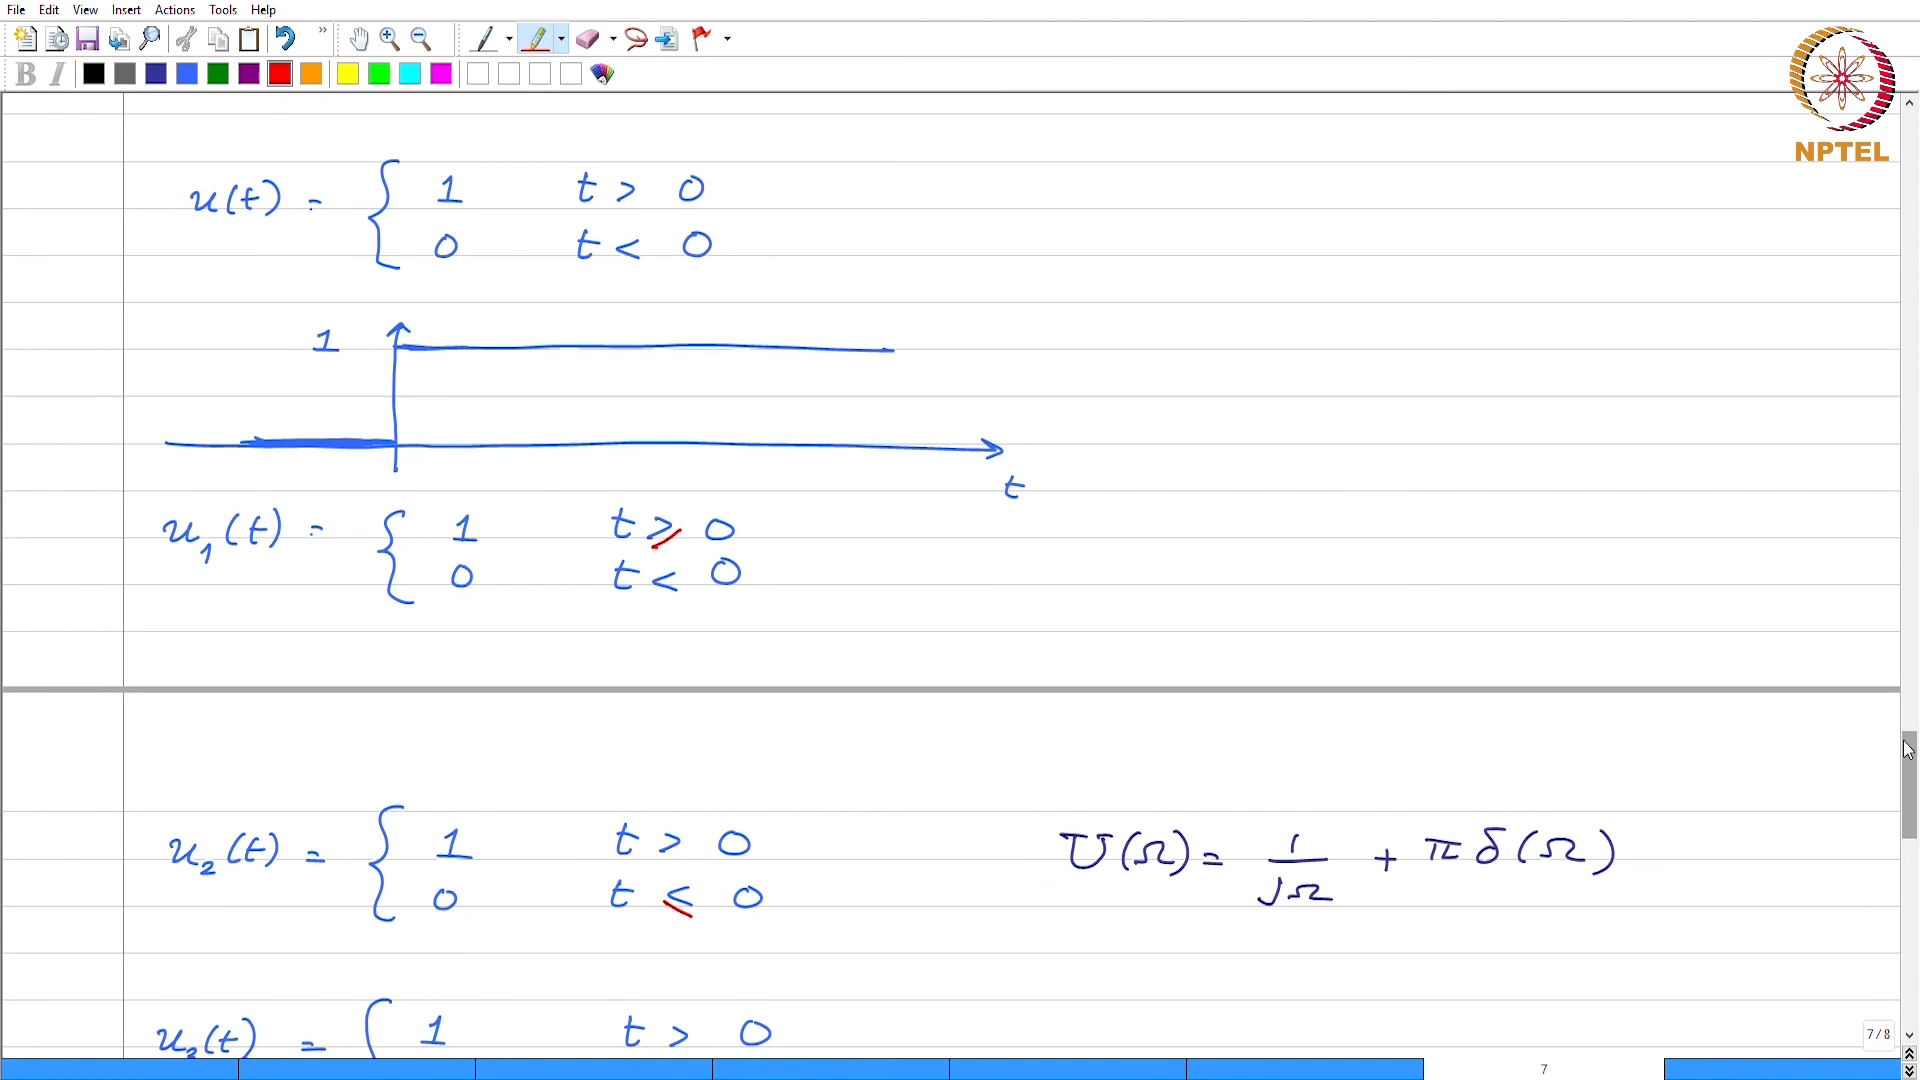 File Edit View Insert Actions Tools Help
B I
NPTEL
u(t) = { 1 t > 0
0 t < 0
1
t
u₁(t) = { 1 t ≥ 0
0 t < 0
u₂(t) = { 1 t > 0
0 t ≤ 0
U(Ω) = 1/jΩ + π δ(Ω)
u₃(t) = { 1 t > 0
7/8
7